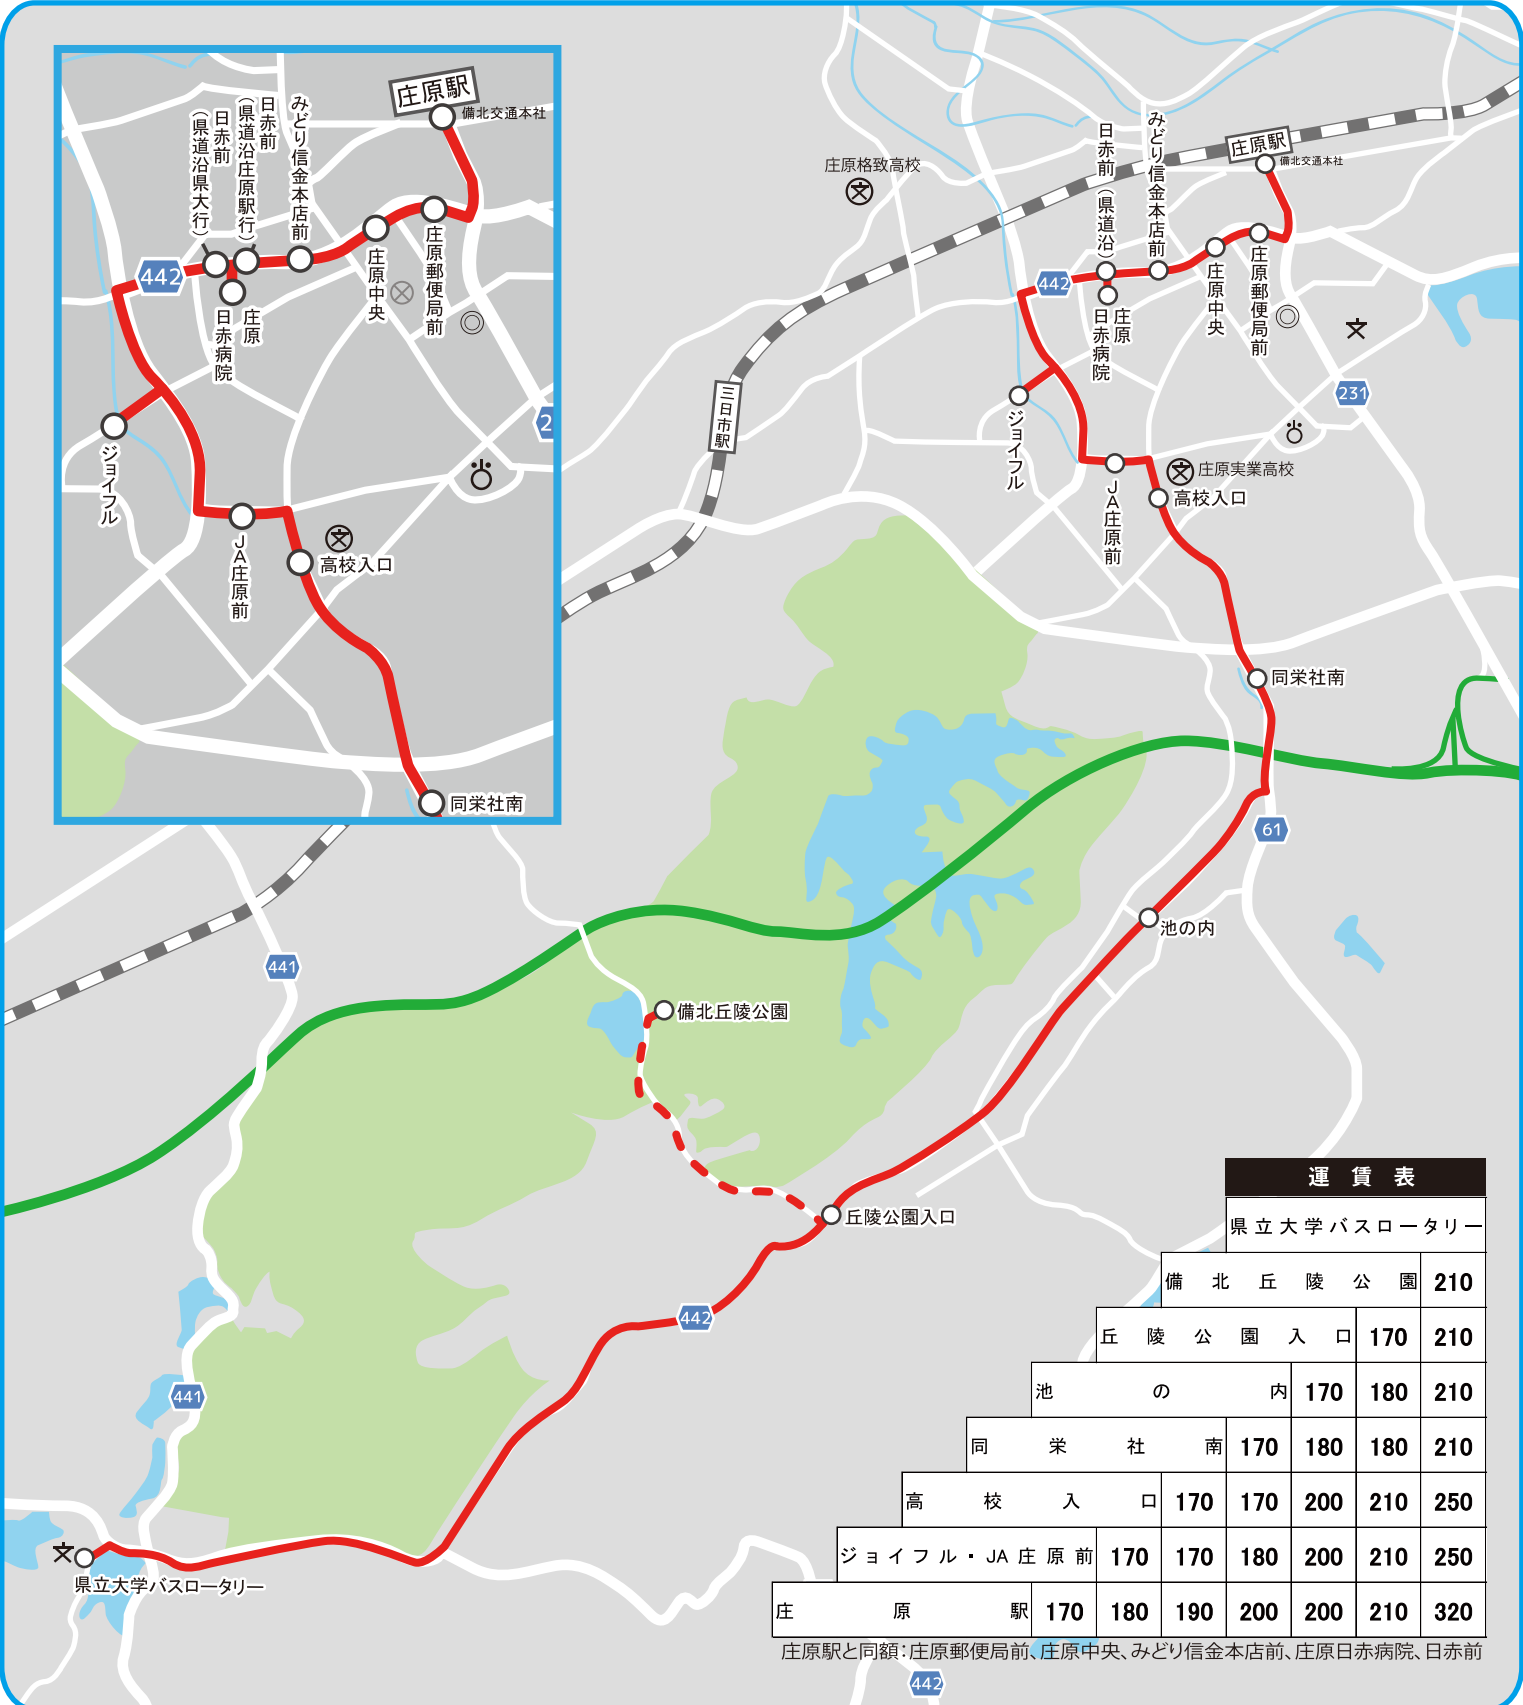 庄原駅
備北交通本社
みどり信金本店前
日赤前
(県道沿庄原駅行)
日赤前
(県道沿県大行)
442
庄原郵便局前
庄原中央
庄原
日赤病院
2
ジョイフル
JA庄原前
高校入口
同栄社南
庄原格致高校
庄原駅
備北交通本社
みどり信金本店前
日赤前(県道沿)
442
庄原郵便局前
庄原中央
庄原
日赤病院
231
三日市駅
ジョイフル
JA庄原前
庄原実業高校
高校入口
同栄社南
61
池の内
441
備北丘陵公園
丘陵公園入口
442
441
県立大学バスロータリー
442
運賃表
県立大学バスロータリー
備北丘陵公園 210
丘陵公園入口 170 210
池の内 170 180 210
同栄社南 170 180 180 210
高校入口 170 170 200 210 250
ジョイフル・JA庄原前 170 170 180 200 210 250
庄原駅 170 180 190 200 200 210 320
庄原駅と同額:庄原郵便局前、庄原中央、みどり信金本店前、庄原日赤病院、日赤前